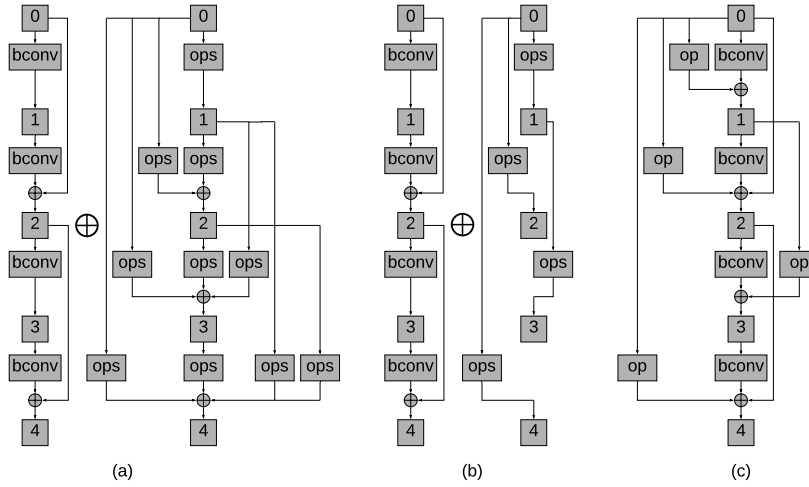 0 0 0 0 0
bconv ops bconv ops op bconv
1 1 1 1 1
bconv ops ops bconv ops op bconv
2 2 2 2 2
bconv ops ops ops bconv ops bconv op
3 3 3 3 3
bconv ops ops ops ops bconv ops op bconv
4 4 4 4 4
(a) (b) (c)